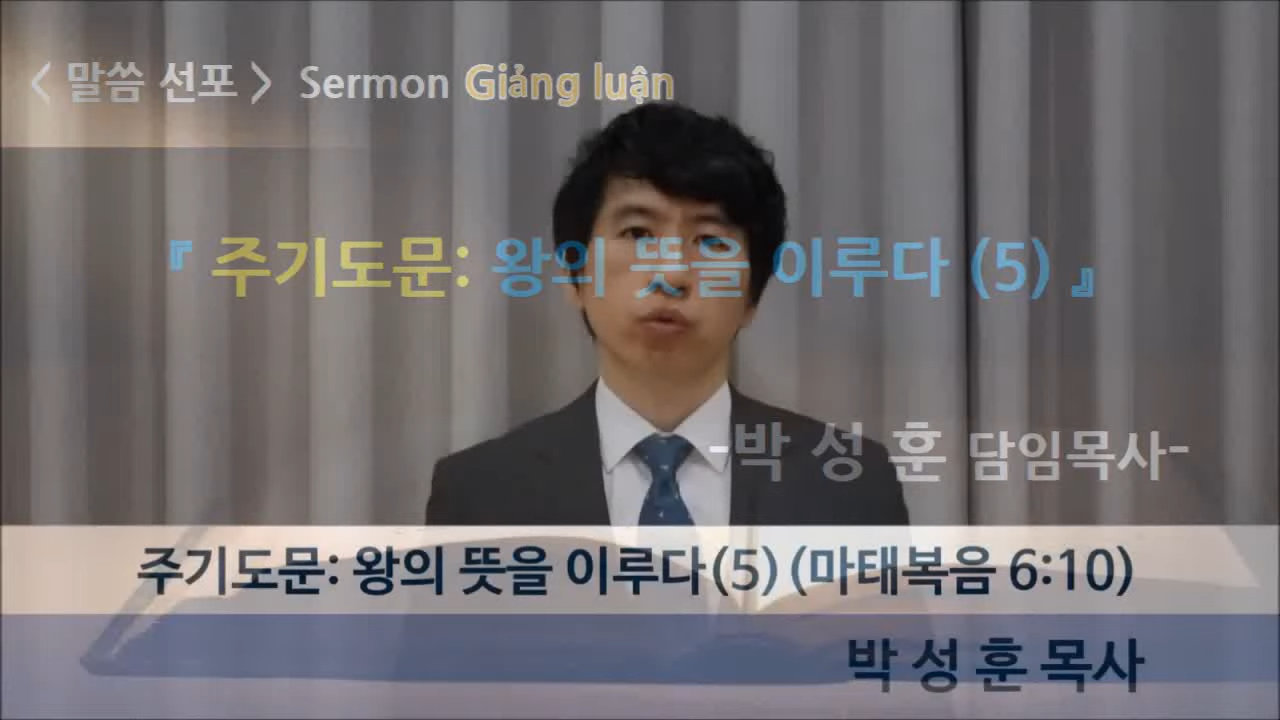 < 말씀 선포 > Sermon Giảng luận
『 주기도문: 왕의 뜻을 이루다 (5) 』
-박 성 훈 담임목사-
주기도문: 왕의 뜻을 이루다(5) (마태복음 6:10)
박 성 훈 목사